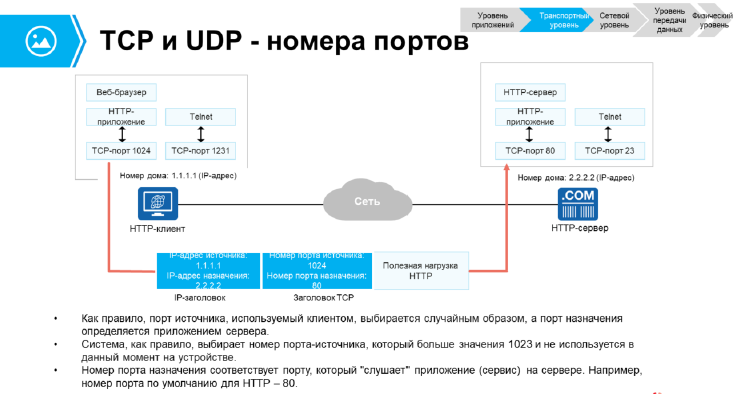 Уровень
приложений
Транспортный
уровень
Сетевой
уровень
Уровень
передачи
данных
Физический
уровень
TCP и UDP - номера портов
Веб-браузер
HTTP-
приложение
Telnet
TCP-порт 1024
TCP-порт 1231
Номер дома: 1.1.1.1 (IP-адрес)
HTTP-клиент
Сеть
HTTP-сервер
HTTP-
приложение
Telnet
TCP-порт 80
TCP-порт 23
Номер дома: 2.2.2.2 (IP-адрес)
.COM
HTTP-сервер
IP-адрес источника:
1.1.1.1
IP-адрес назначения:
2.2.2.2
Номер порта источника:
1024
Номер порта назначения:
80
Полезная нагрузка
HTTP
IP-заголовок
Заголовок TCP
• Как правило, порт источника, используемый клиентом, выбирается случайным образом, а порт назначения
определяется приложением сервера.
• Система, как правило, выбирает номер порта-источника, который больше значения 1023 и не используется в
данный момент на устройстве.
• Номер порта назначения соответствует порту, который "слушает" приложение (сервис) на сервере. Например,
номер порта по умолчанию для HTTP – 80.